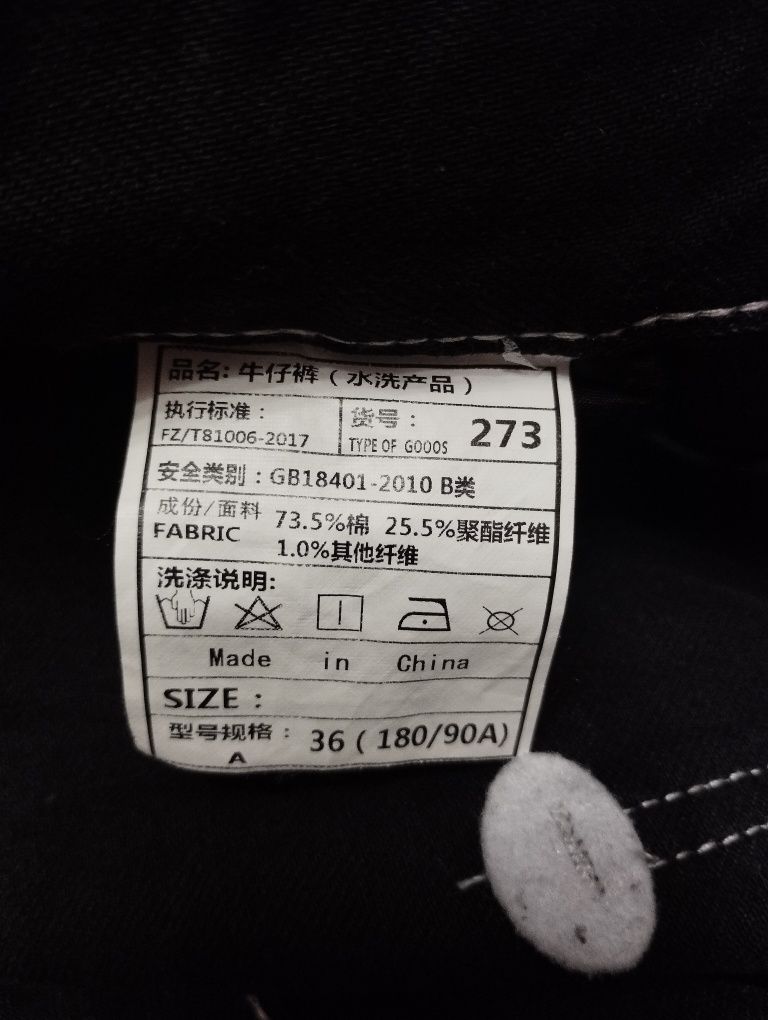 品名: 牛仔裤 ( 水洗产品 )
执行标准 :
FZ/T81006-2017
货号 :
TYPE OF GOOOS 273
安全类别 : GB18401-2010 B类
成份/面料
FABRIC
73.5%棉 25.5%聚酯纤维
1.0%其他纤维
洗涤说明:
Made in China
SIZE :
型号规格 : 36 ( 180/90A)
A